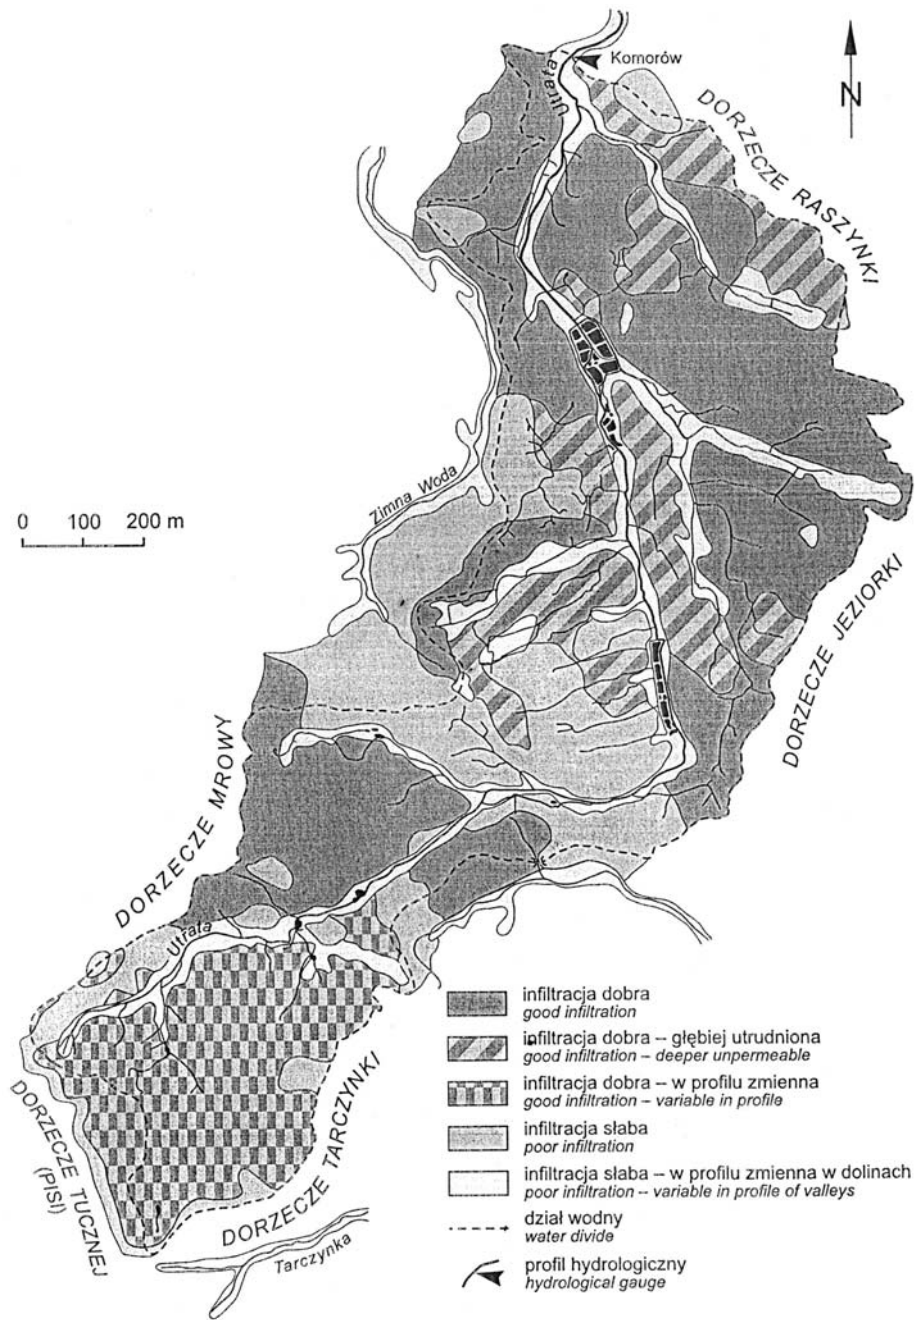 Komorów
N
Utrata
DORZECZE RASZYNKI
Zimna Woda
0 100 200 m
DORZECZE JEZIORKI
DORZECZE MROWY
Utrata
DORZECZE TUCZNEJ
(PISI)
DORZECZE TARCZYNKI
Tarczynka
infiltracja dobra
good infiltration
infiltracja dobra – głębiej utrudniona
good infiltration – deeper unpermeable
infiltracja dobra – w profilu zmienna
good infiltration – variable in profile
infiltracja słaba
poor infiltration
infiltracja słaba – w profilu zmienna w dolinach
poor infiltration – variable in profile of valleys
dział wodny
water divide
profil hydrologiczny
hydrological gauge